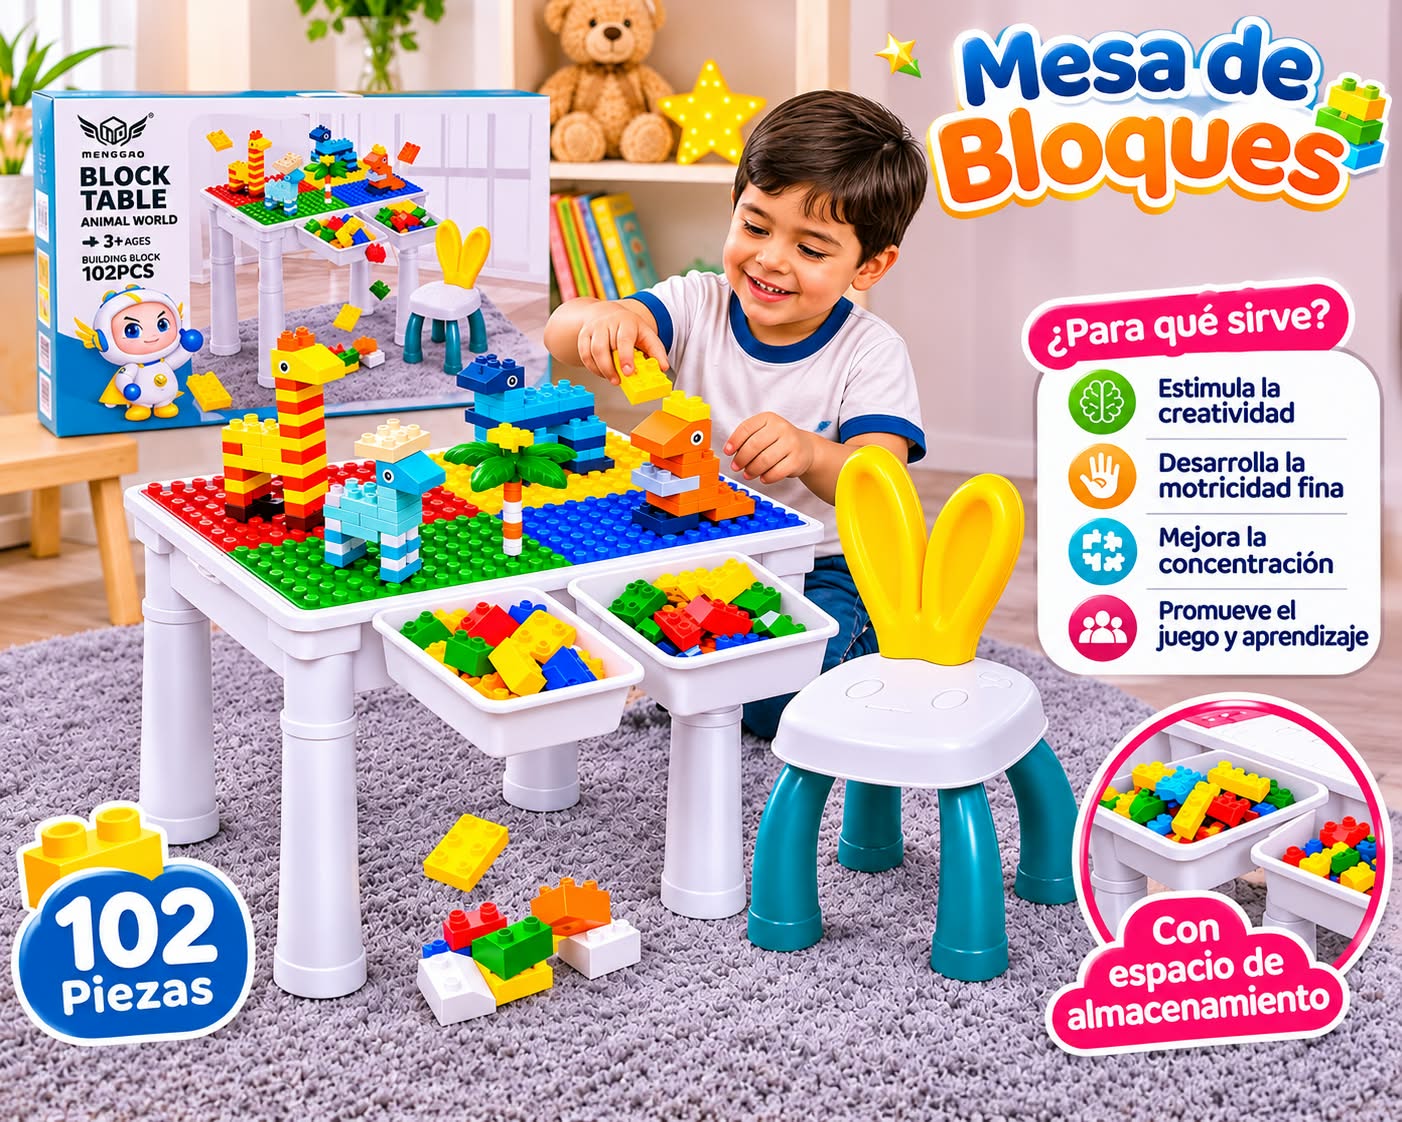 Mesa de
Bloques
MENGGAO
BLOCK
TABLE
ANIMAL WORLD
3+AGES
BUILDING BLOCK
102PCS
¿Para qué sirve?
Estimula la
creatividad
Desarrolla la
motricidad fina
Mejora la
concentración
Promueve el
juego y aprendizaje
102
Piezas
Con
espacio de
almacenamiento